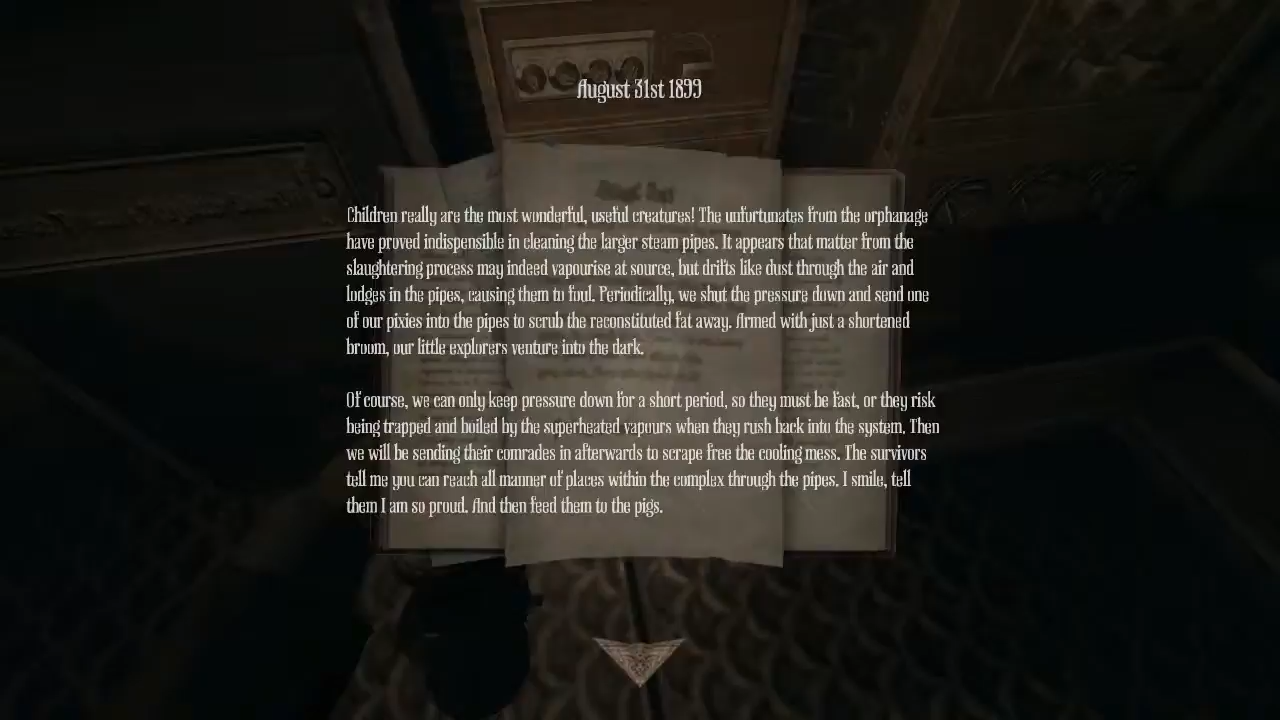 August 31st 1899
Children really are the most wonderful, useful creatures! The unfortunates from the orphanage
have proved indispensible in cleaning the larger steam pipes. It appears that matter from the
slaughtering process may indeed vapourise at source, but drifts like dust through the air and
lodges in the pipes, causing them to foul. Periodically, we shut the pressure down and send one
of our pixies into the pipes to scrub the reconstituted fat away. Armed with just a shortened
broom, our little explorers venture into the dark.
Of course, we can only keep pressure down for a short period, so they must be fast, or they risk
being trapped and boiled by the superheated vapours when they rush back into the system. Then
we will be sending their comrades in afterwards to scrape free the cooling mess. The survivors
tell me you can reach all manner of places within the complex through the pipes. I smile, tell
them I am so proud. And then feed them to the pigs.